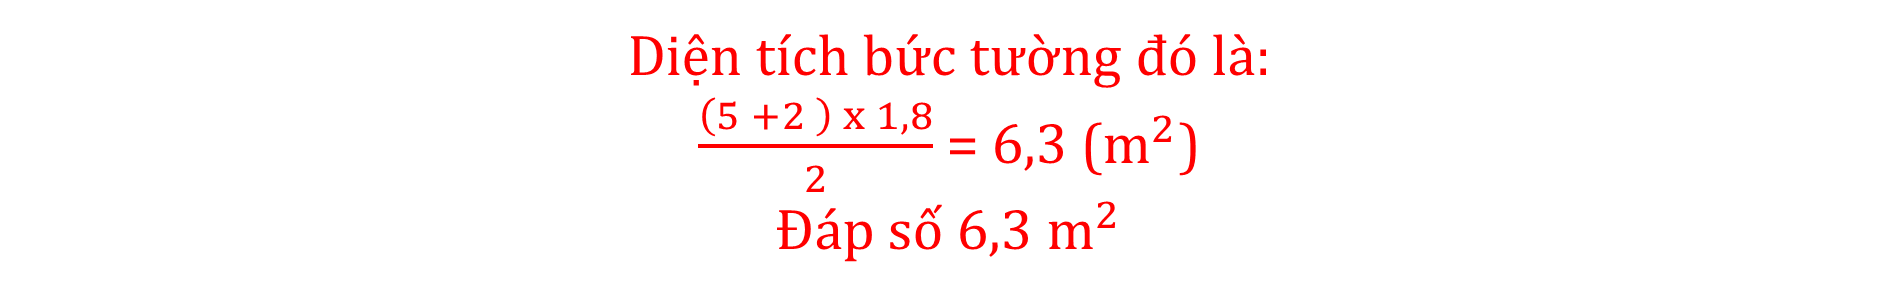 Diện tích bức tường đó là:
(5 +2 ) x 1,8
2
= 6,3 (m²)
Đáp số 6,3 m²